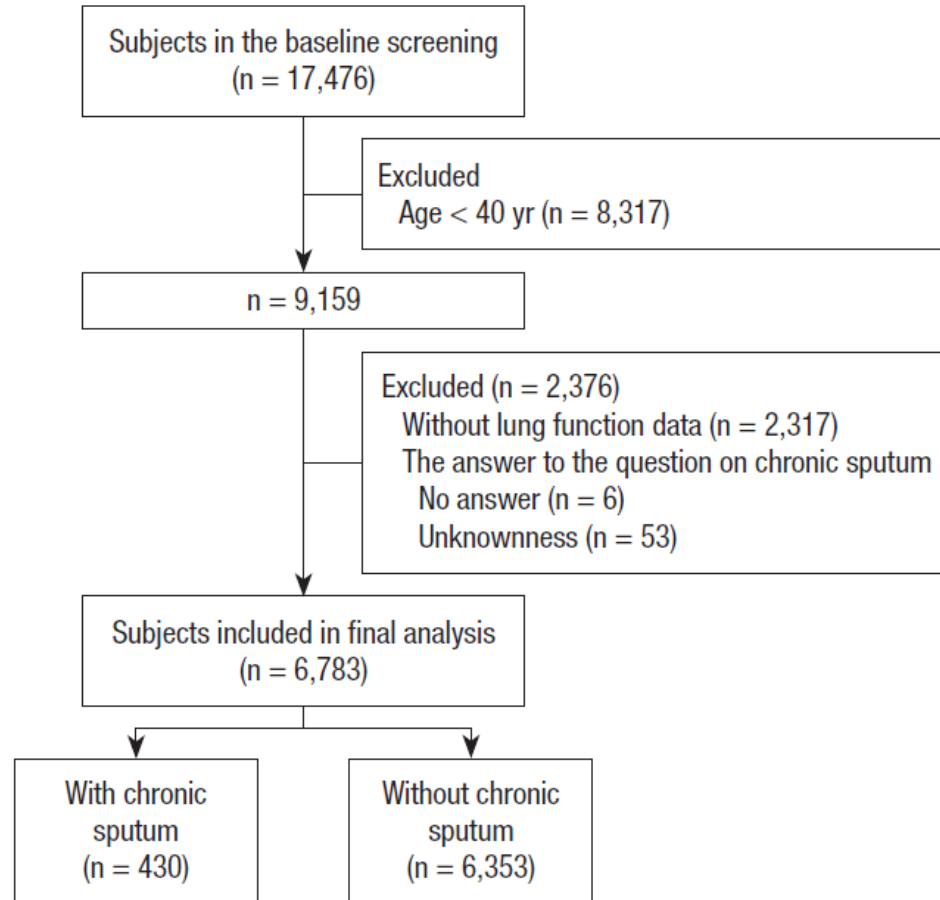 Subjects in the baseline screening
(n = 17,476)
Excluded
Age < 40 yr (n = 8,317)
n = 9,159
Excluded (n = 2,376)
Without lung function data (n = 2,317)
The answer to the question on chronic sputum
No answer (n = 6)
Unknownness (n = 53)
Subjects included in final analysis
(n = 6,783)
With chronic
sputum
(n = 430)
Without chronic
sputum
(n = 6,353)